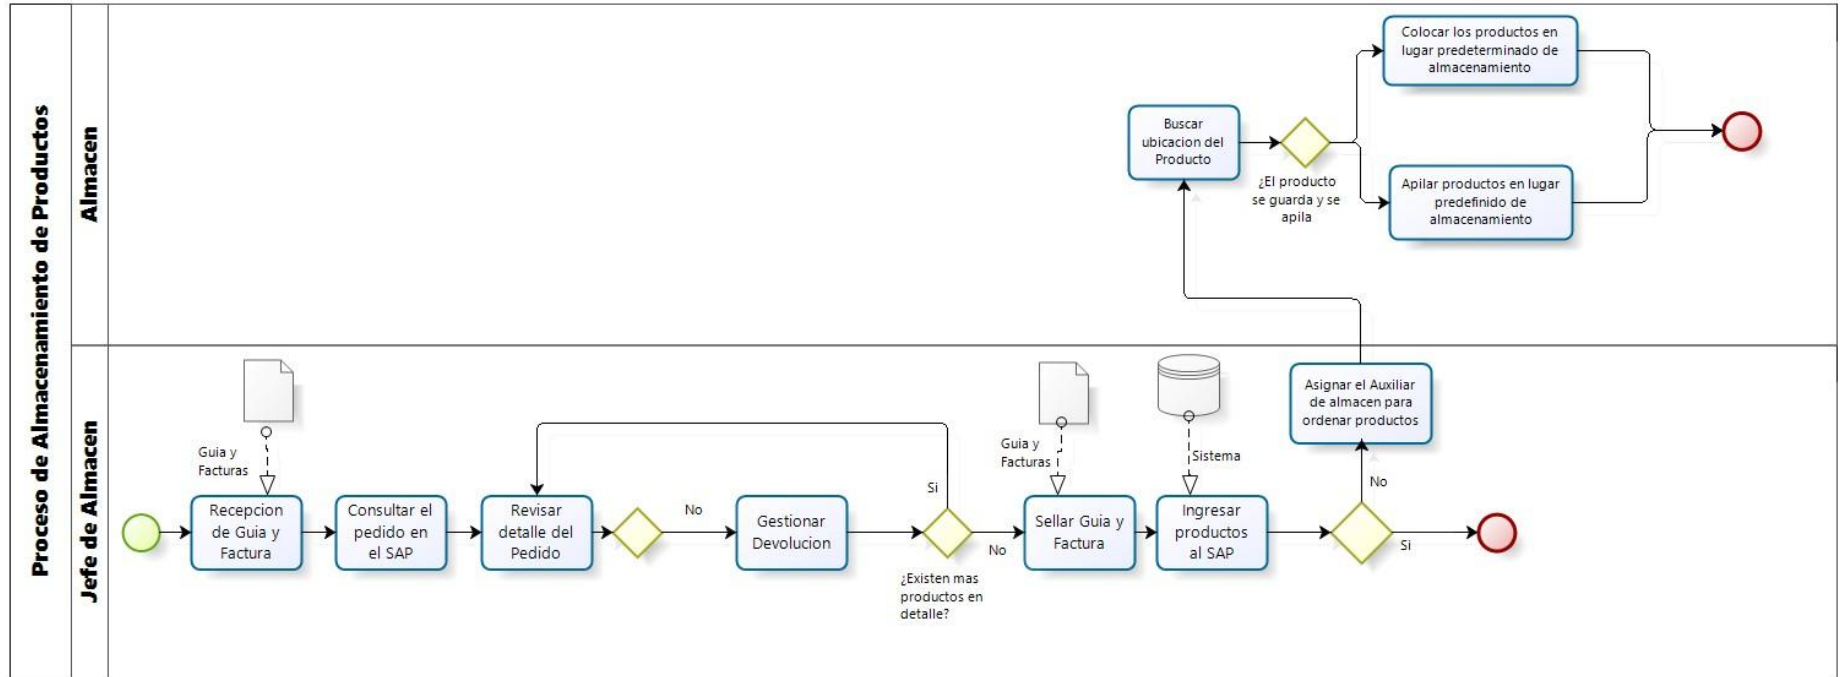 Proceso de Almacenamiento de Productos
Almacen
Colocar los productos en
lugar predeterminado de
almacenamiento
Buscar
ubicacion del
Producto
¿El producto
se guarda y se
apila
Apilar productos en lugar
predefinido de
almacenamiento
Jefe de Almacen
Guia y
Facturas
Recepcion
de Guia y
Factura
Consultar el
pedido en
el SAP
Revisar
detalle del
Pedido
No
Gestionar
Devolucion
Si
¿Existen mas
productos en
detalle?
No
Guia y
Facturas
Sellar Guia y
Factura
Sistema
Ingresar
productos
al SAP
Asignar el Auxiliar
de almacen para
ordenar productos
No
Si